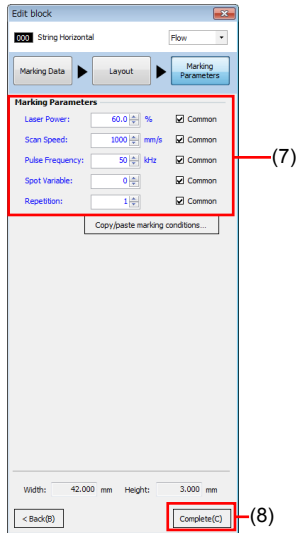 Edit block
000 String Horizontal Flow
Marking Data Layout Marking Parameters
Marking Parameters
Laser Power: 60.0 % Common
Scan Speed: 1000 mm/s Common
(7)
Pulse Frequency: 50 kHz Common
Spot Variable: 0 Common
Repetition: 1 Common
Copy/paste marking conditions...
Width: 42.000 mm Height: 3.000 mm
< Back(B) Complete(C) (8)